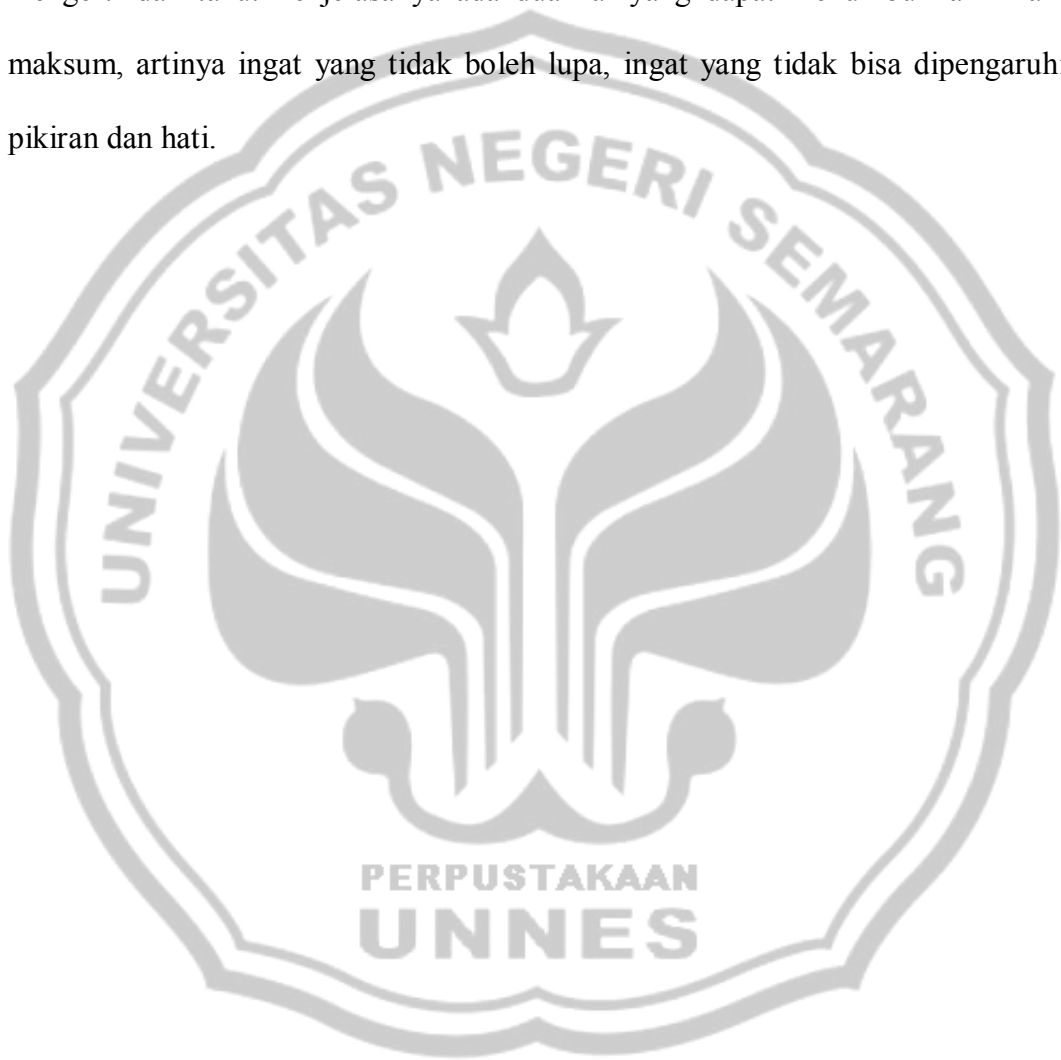 maksum, artinya ingat yang tidak boleh lupa, ingat yang tidak bisa dipengaruhi
pikiran dan hati.
UNIVERSITAS NEGERI SEMARANG
PERPUSTAKAAN
UNNES